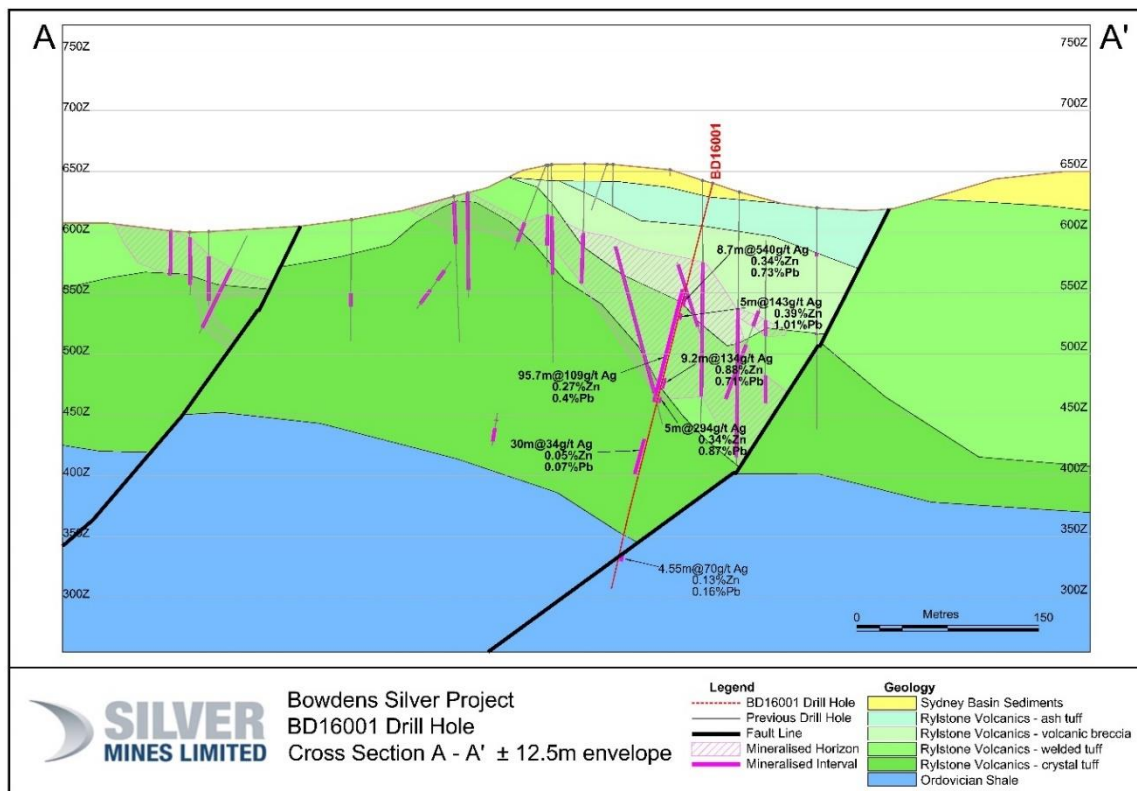 A
A'
750Z
750Z
700Z
700Z
BD16001
650Z
650Z
600Z
600Z
8.7m@540g/t Ag
0.34%Zn
0.73%Pb
550Z
550Z
5m@143g/t Ag
0.39%Zn
1.01%Pb
500Z
500Z
9.2m@134g/t Ag
0.88%Zn
0.71%Pb
95.7m@109g/t Ag
0.27%Zn
0.4%Pb
450Z
450Z
5m@294g/t Ag
0.34%Zn
0.87%Pb
30m@34g/t Ag
0.05%Zn
0.07%Pb
400Z
400Z
350Z
350Z
4.55m@70g/t Ag
0.13%Zn
0.16%Pb
300Z
300Z
Metres
0
150
SILVER
MINES LIMITED
Bowdens Silver Project
BD16001 Drill Hole
Cross Section A - A' ± 12.5m envelope
Legend
BD16001 Drill Hole
Previous Drill Hole
Fault Line
Mineralised Horizon
Mineralised Interval
Geology
Sydney Basin Sediments
Rylstone Volcanics - ash tuff
Rylstone Volcanics - volcanic breccia
Rylstone Volcanics - welded tuff
Rylstone Volcanics - crystal tuff
Ordovician Shale